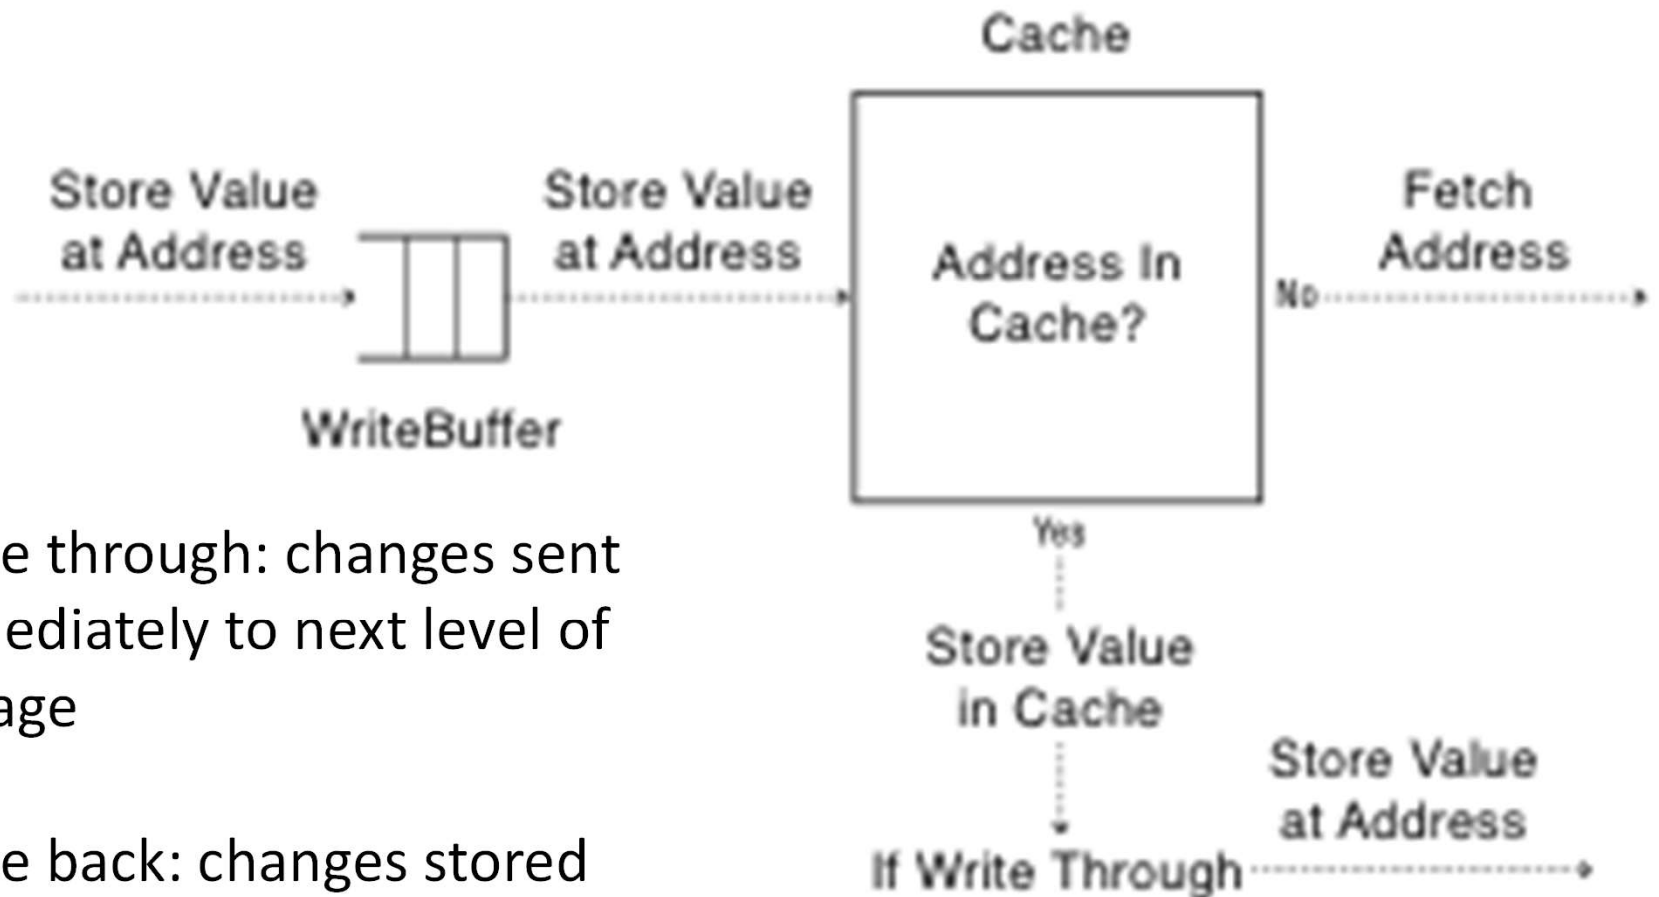 Cache
Store Value
at Address
Store Value
at Address
Fetch
Address
Address In
Cache?
No
WriteBuffer
Yes
e through: changes sent
ediately to next level of
age
Store Value
in Cache
Store Value
at Address
e back: changes stored
If Write Through